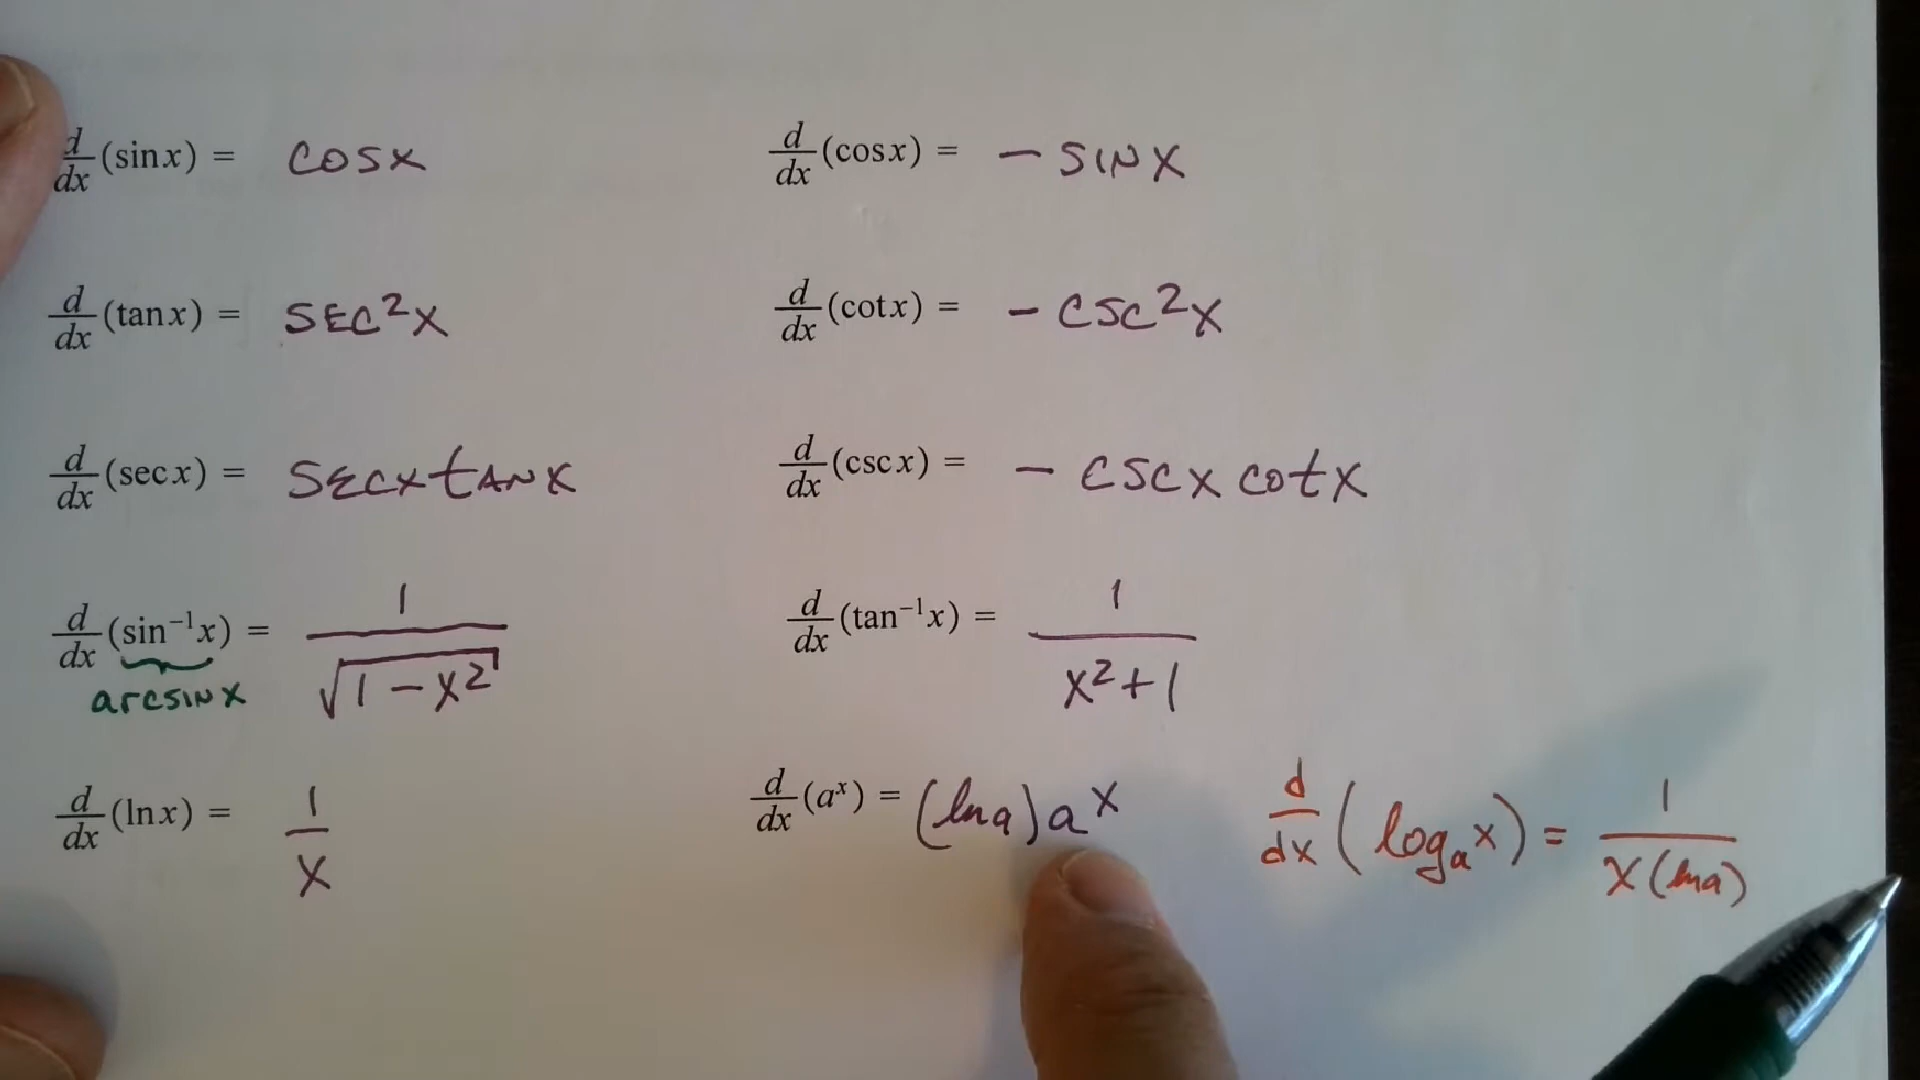 d/dx (sin x) = cos x
d/dx (cos x) = − sin x
d/dx (tan x) = sec²x
d/dx (cot x) = − csc²x
d/dx (sec x) = sec x tan x
d/dx (csc x) = − csc x cot x
d/dx (sin⁻¹x) = 1/√(1 − x²)
arcsin x
d/dx (tan⁻¹x) = 1/(x² + 1)
d/dx (ln x) = 1/x
d/dx (aˣ) = (ln a) aˣ
d/dx (logₐ x) = 1/(x (ln a))